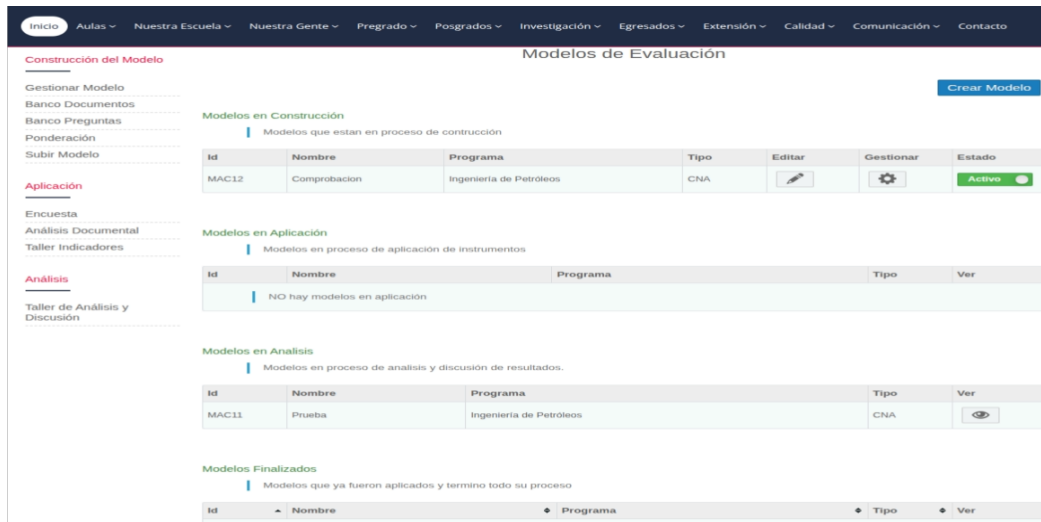 Inicio Aulas Nuestra Escuela Nuestra Gente Pregrado Posgrados Investigación Egresados Extensión Calidad Comunicación Contacto
Modelos de Evaluación
Crear Modelo
Construcción del Modelo
Gestionar Modelo
Banco Documentos
Banco Preguntas
Ponderación
Subir Modelo
Aplicación
Encuesta
Análisis Documental
Taller Indicadores
Análisis
Taller de Análisis y
Discusión
Modelos en Construcción
Modelos que estan en proceso de contrucción
Id Nombre Programa Tipo Editar Gestionar Estado
MAC12 Comprobacion Ingeniería de Petróleos CNA Activo
Modelos en Aplicación
Modelos en proceso de aplicación de instrumentos
Id Nombre Programa Tipo Ver
NO hay modelos en aplicación
Modelos en Analisis
Modelos en proceso de analisis y discusión de resultados.
Id Nombre Programa Tipo Ver
MAC11 Prueba Ingeniería de Petróleos CNA
Modelos Finalizados
Modelos que ya fueron aplicados y termino todo su proceso
Id Nombre Programa Tipo Ver